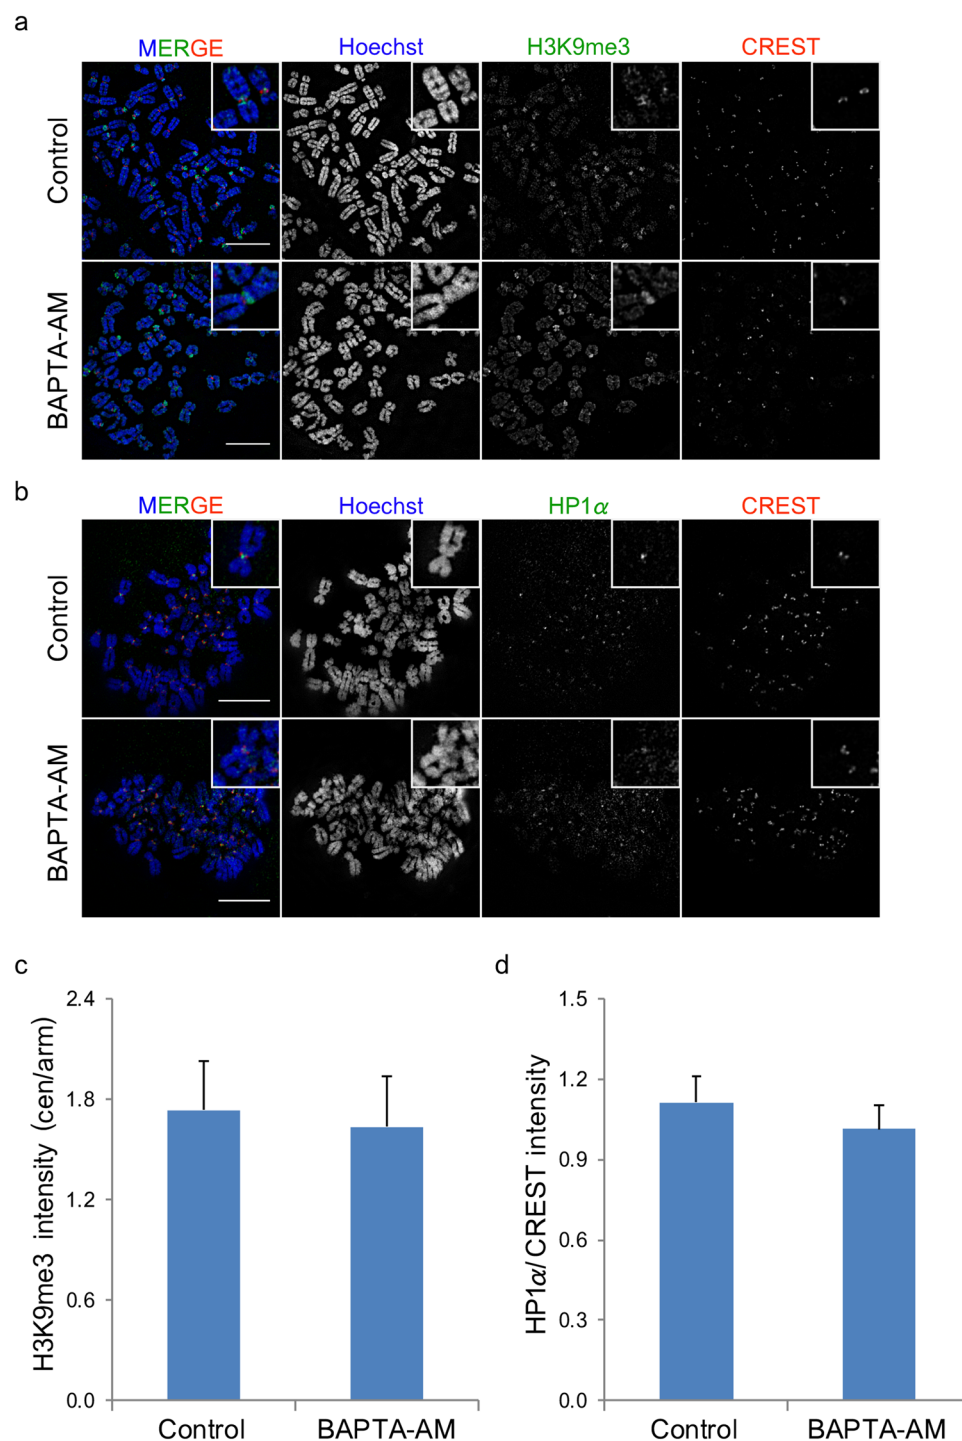 a
MERGE Hoechst H3K9me3 CREST
Control
BAPTA-AM
b
MERGE Hoechst HP1α CREST
Control
BAPTA-AM
c
H3K9me3 intensity (cen/arm)
2.4
1.8
1.2
0.6
0.0
Control BAPTA-AM
d
HP1α/CREST intensity
1.5
1.2
0.9
0.6
0.3
0.0
Control BAPTA-AM